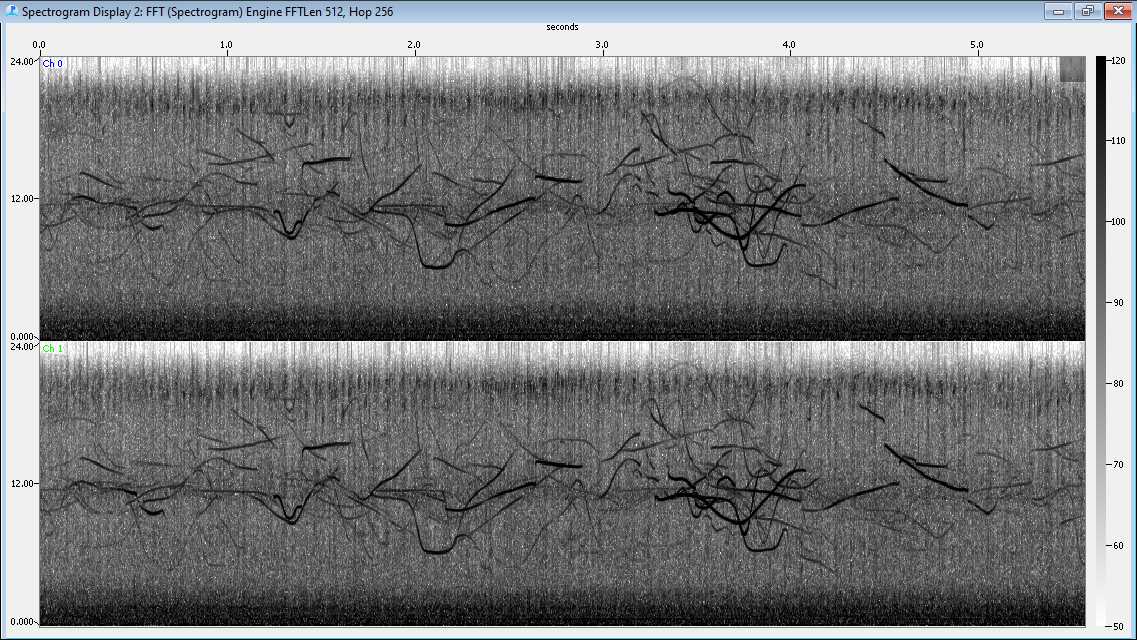 Spectrogram Display 2: FFT (Spectrogram) Engine FFTLen 512, Hop 256
seconds
0.0 1.0 2.0 3.0 4.0 5.0
24.00
Ch 0
12.00
0.000
24.00
Ch 1
12.00
0.000
120
110
100
90
80
70
60
50